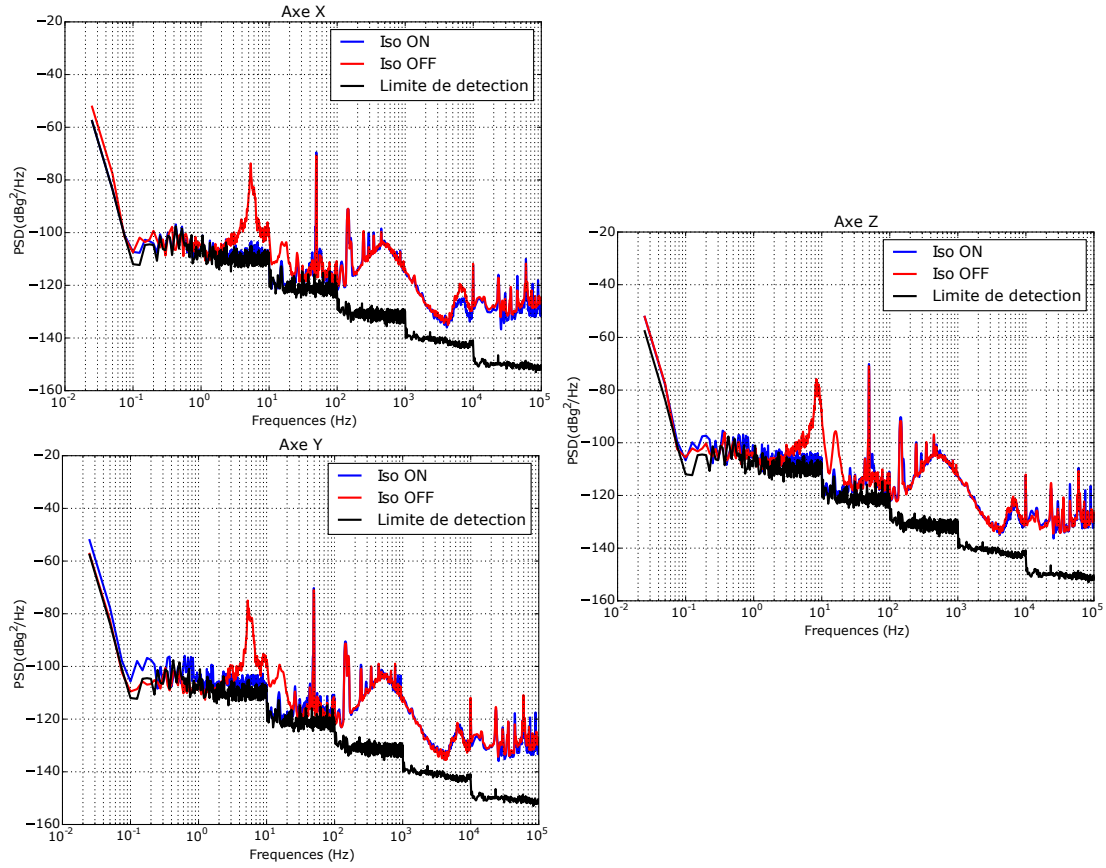 Axe X
−20
−40
−60
−80
−100
−120
−140
−160
PSD(dBg²/Hz)
Iso ON
Iso OFF
Limite de detection
10⁻² 10⁻¹ 10⁰ 10¹ 10² 10³ 10⁴ 10⁵
Frequences (Hz)
Axe Z
−20
−40
−60
−80
−100
−120
−140
−160
PSD(dBg²/Hz)
Iso ON
Iso OFF
Limite de detection
10⁻² 10⁻¹ 10⁰ 10¹ 10² 10³ 10⁴ 10⁵
Frequences (Hz)
Axe Y
−20
−40
−60
−80
−100
−120
−140
−160
PSD(dBg²/Hz)
Iso ON
Iso OFF
Limite de detection
10⁻² 10⁻¹ 10⁰ 10¹ 10² 10³ 10⁴ 10⁵
Frequences (Hz)